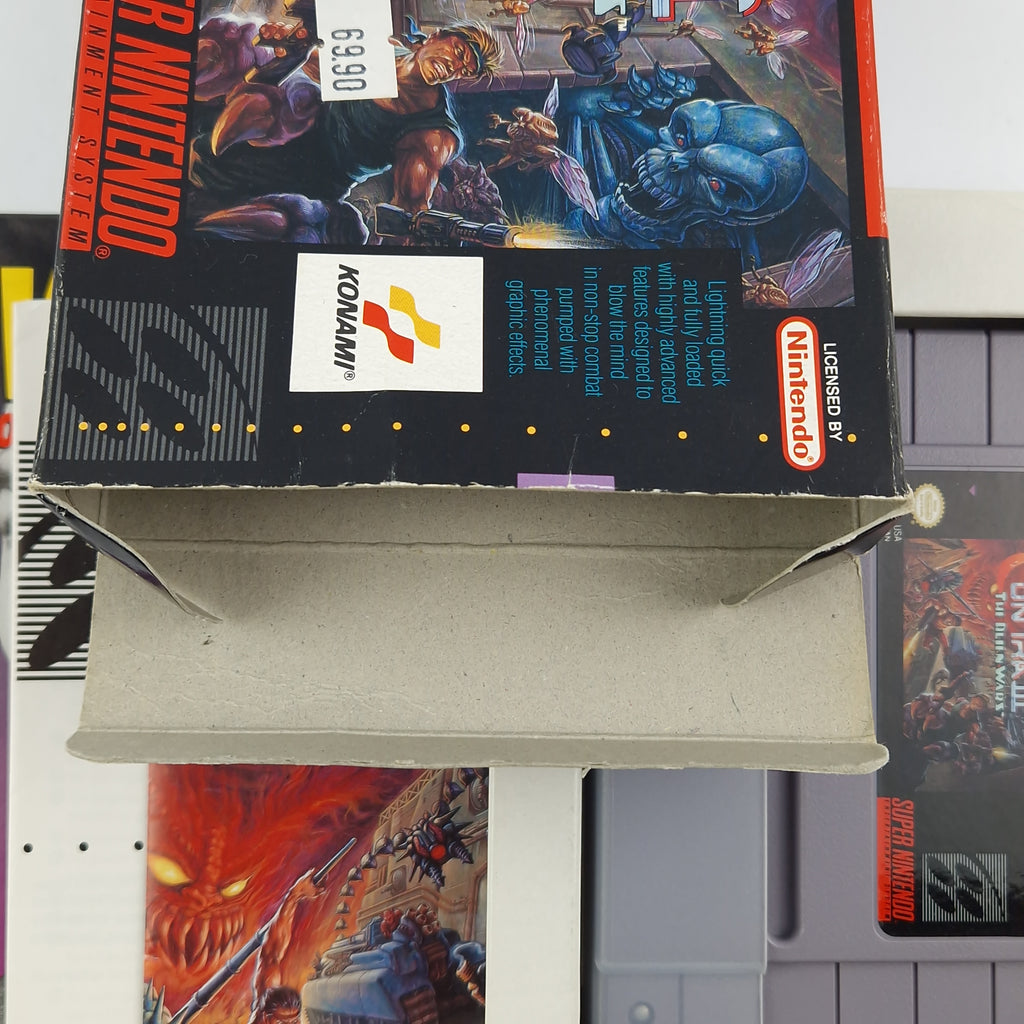 SUPER NINTENDO
69.90
KONAMI®
Lightning quick
and fully loaded
with highly advanced
features designed to
blow the mind
in non-stop combat
pumped with
phenomenal
graphic effects.
LICENSED BY
Nintendo®
THE ALIEN WARS
SUPER NINTENDO